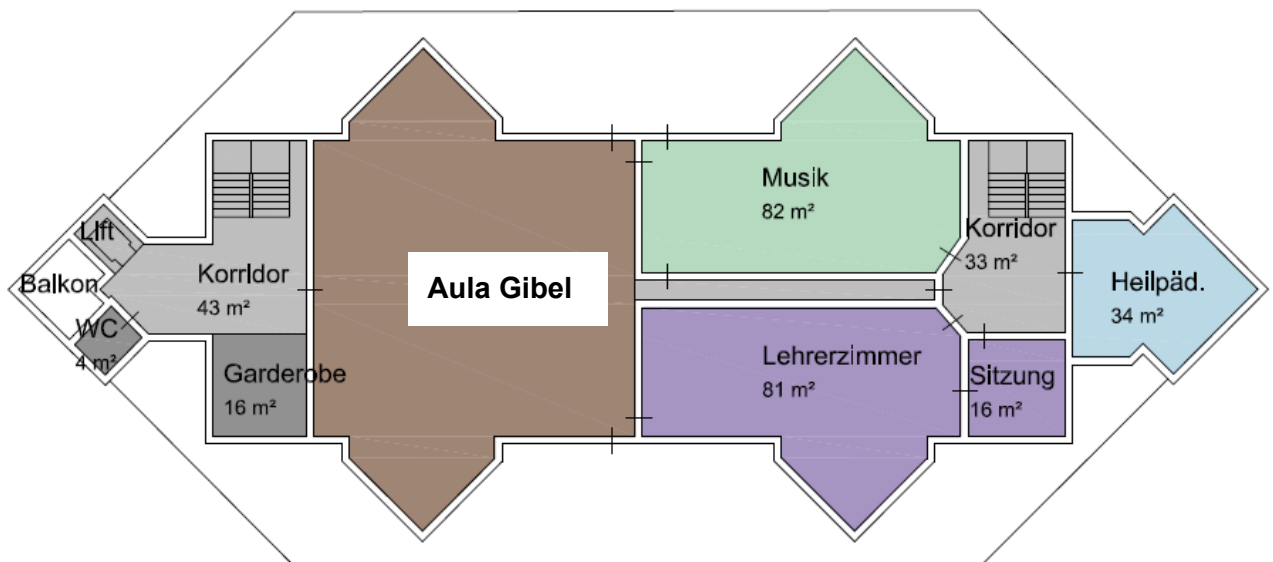 Lift
Balkon
WC
4 m²
Korridor
43 m²
Garderobe
16 m²
Aula Gibel
Musik
82 m²
Lehrerzimmer
81 m²
Korridor
33 m²
Sitzung
16 m²
Heilpäd.
34 m²